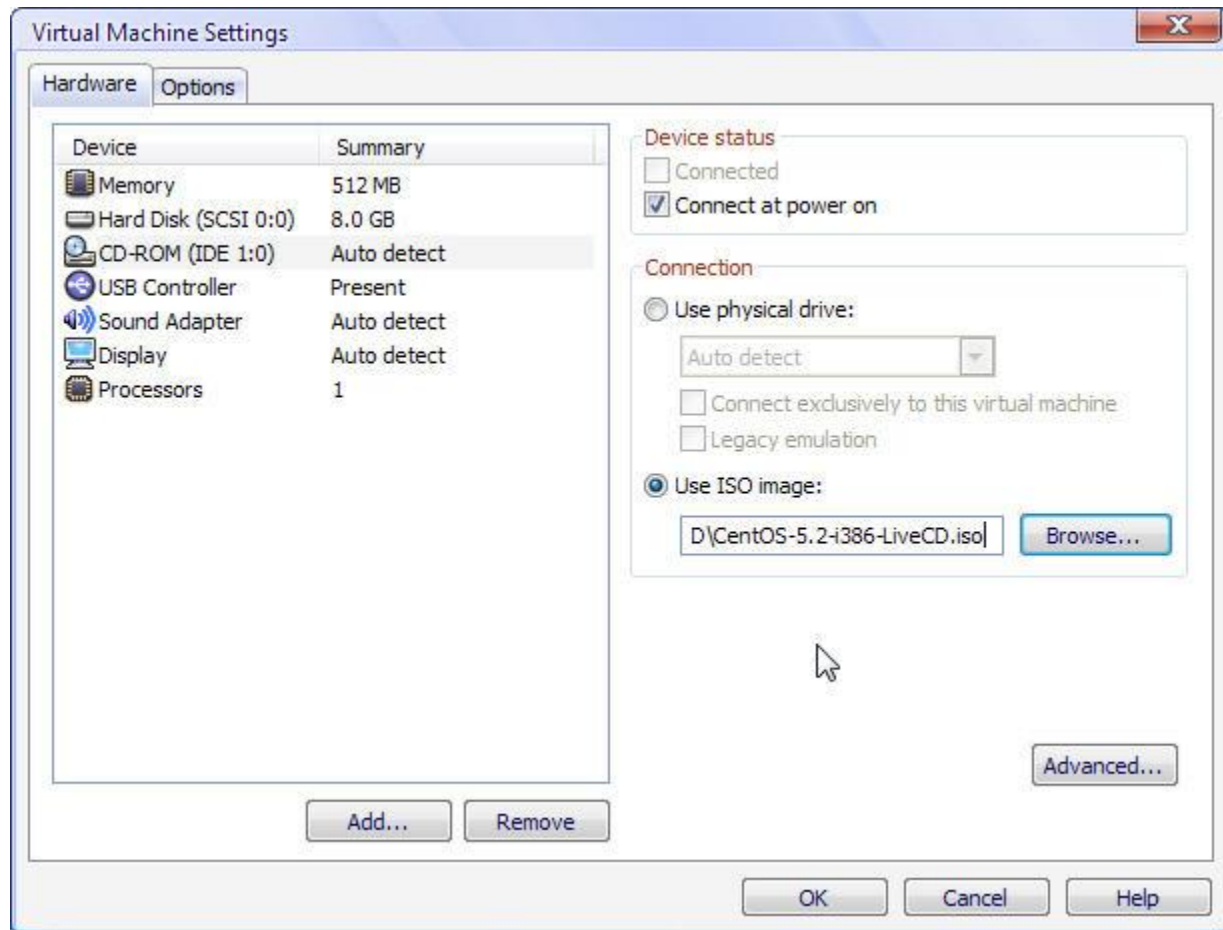 Virtual Machine Settings
Hardware Options
Device Summary
Memory 512 MB
Hard Disk (SCSI 0:0) 8.0 GB
CD-ROM (IDE 1:0) Auto detect
USB Controller Present
Sound Adapter Auto detect
Display Auto detect
Processors 1
Add... Remove
Device status
Connected
Connect at power on
Connection
Use physical drive:
Auto detect
Connect exclusively to this virtual machine
Legacy emulation
Use ISO image:
D\CentOS-5.2-i386-LiveCD.iso Browse...
Advanced...
OK Cancel Help